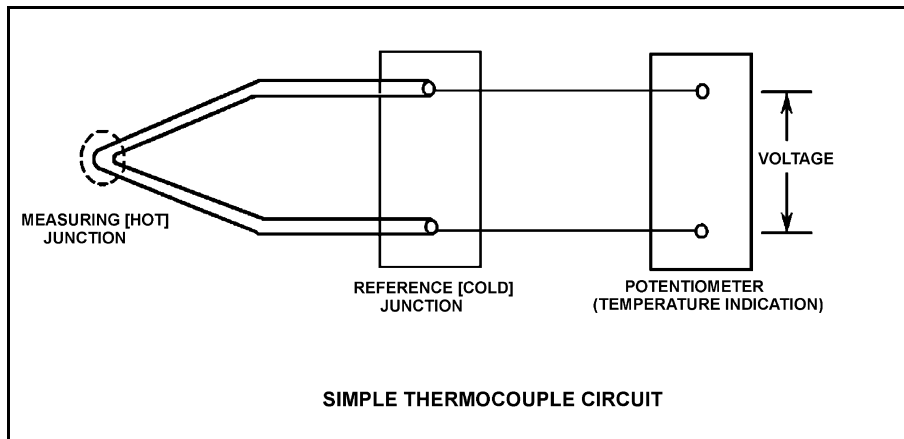 VOLTAGE
MEASURING [HOT]
JUNCTION
REFERENCE [COLD]
JUNCTION
POTENTIOMETER
(TEMPERATURE INDICATION)
SIMPLE THERMOCOUPLE CIRCUIT